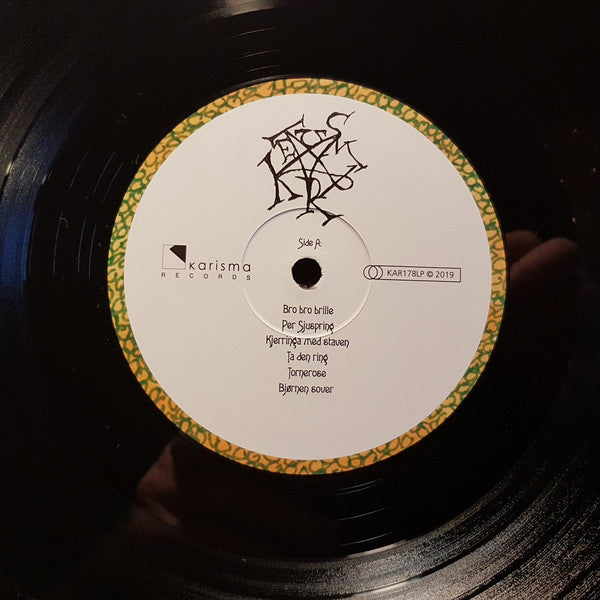 Side A:
karisma
RECORDS
KAR178LP © 2019
Bro bro brille
Per Sjuspring
Kjerringa med staven
Ta den ring
Tornerose
Bjørnen sover